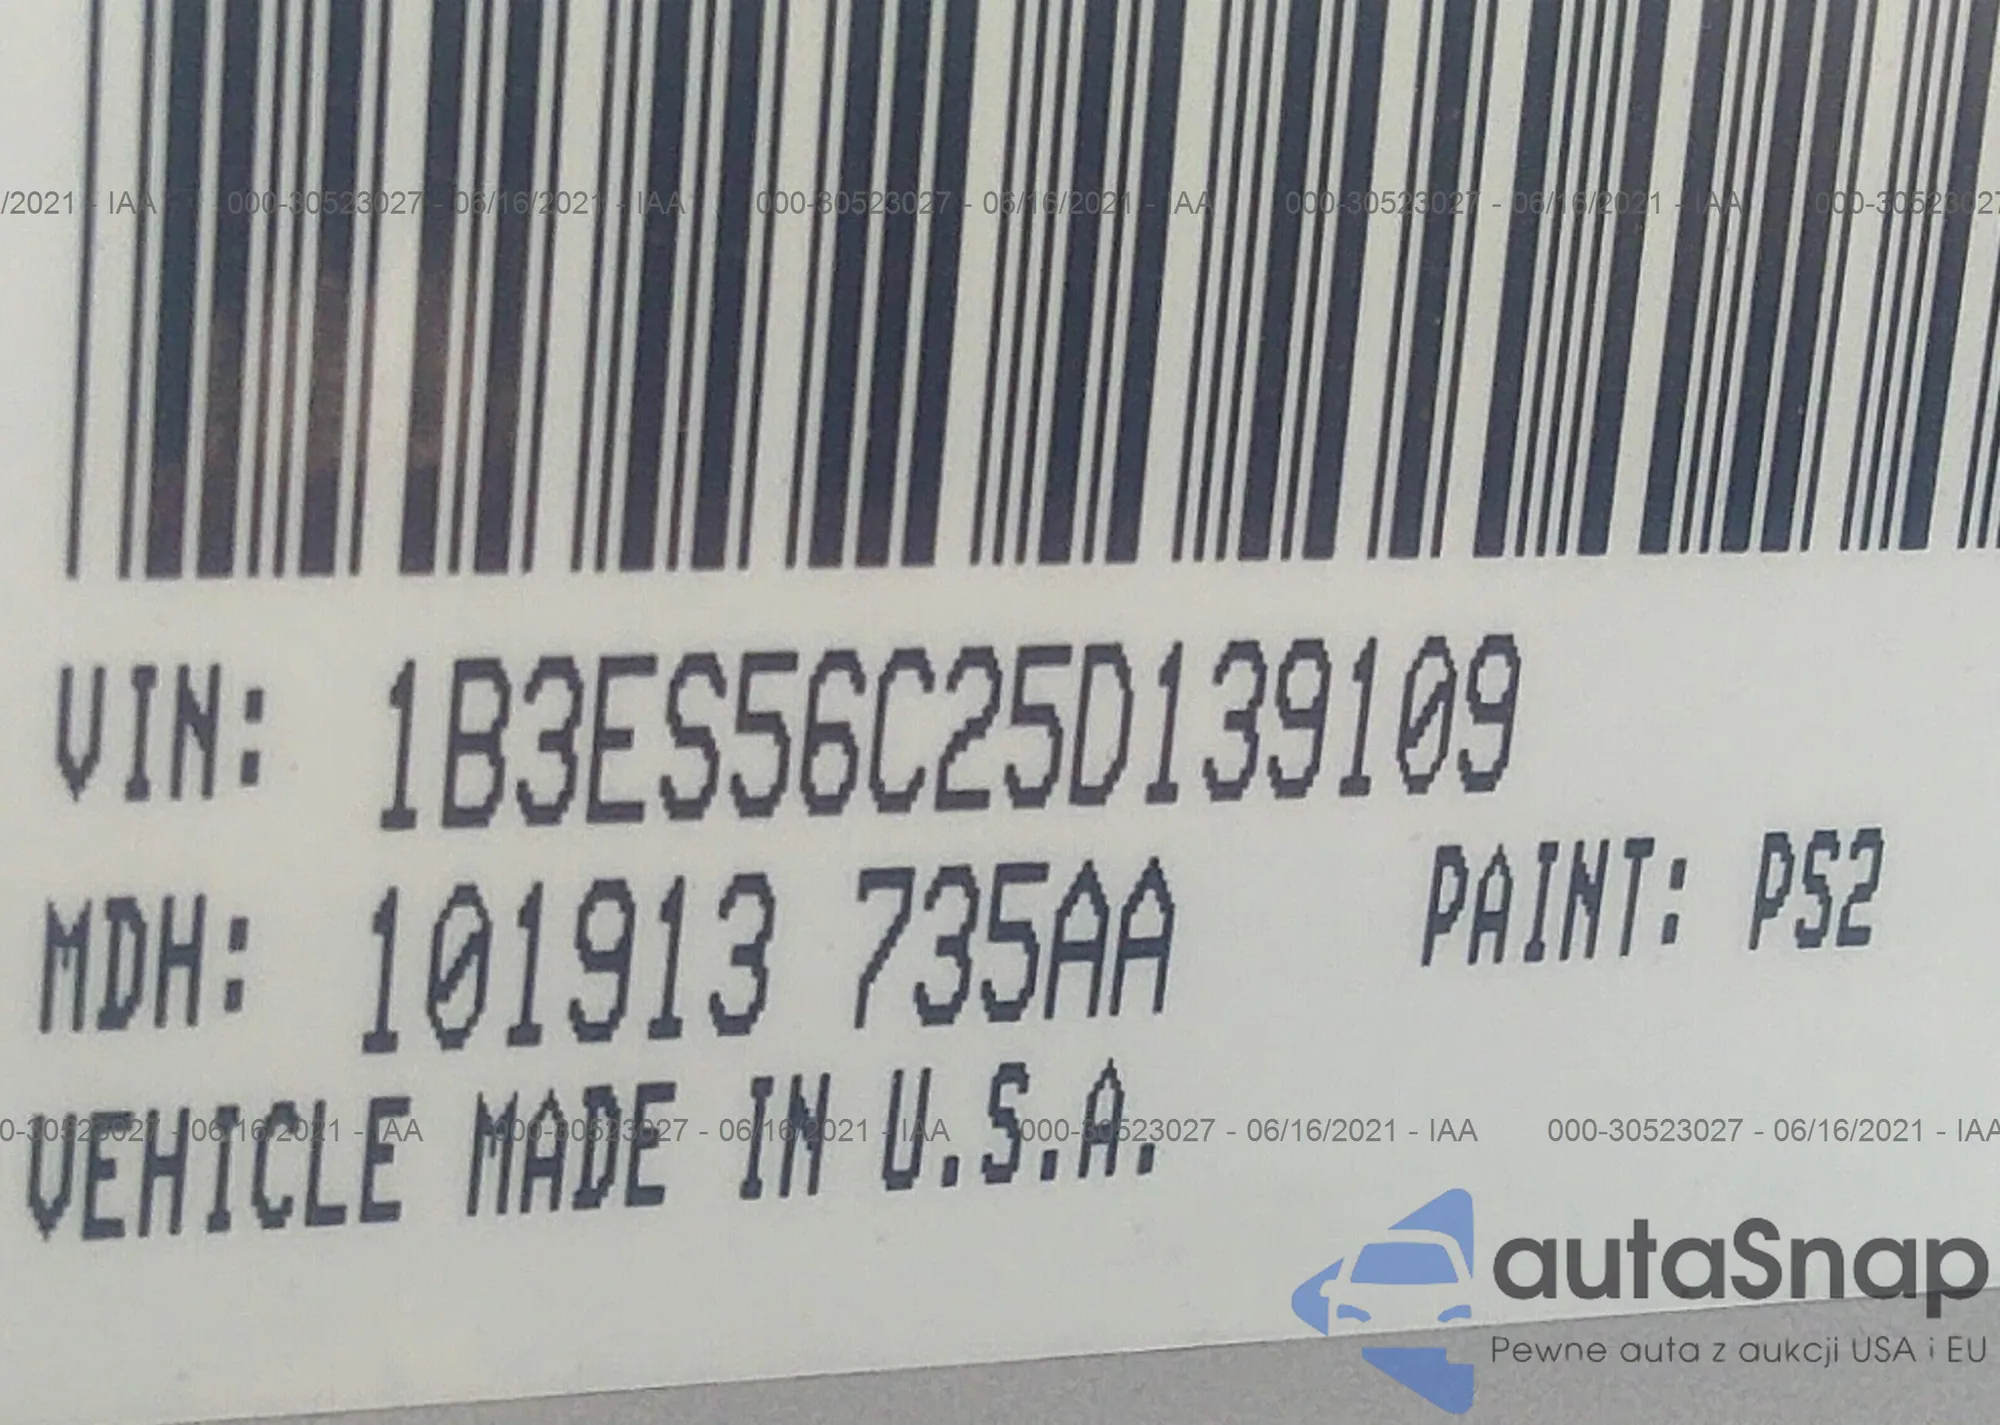 /2021 - IAA 000-30523027 - 06/16/2021 - IAA 000-30523027 - 06/16/2021 - IAA 000-30523027 - 06/16/2021 - IAA 000-30523027
VIN: 1B3ES56C25D139109
MDH: 101913 735AA PAINT: PS2
VEHICLE MADE IN U.S.A.
0-30523027 - 06/16/2021 - IAA 000-30523027 - 06/16/2021 - IAA 000-30523027 - 06/16/2021 - IAA 000-30523027 - 06/16/2021 - IAA
autaSnap
Pewne auta z aukcji USA i EU